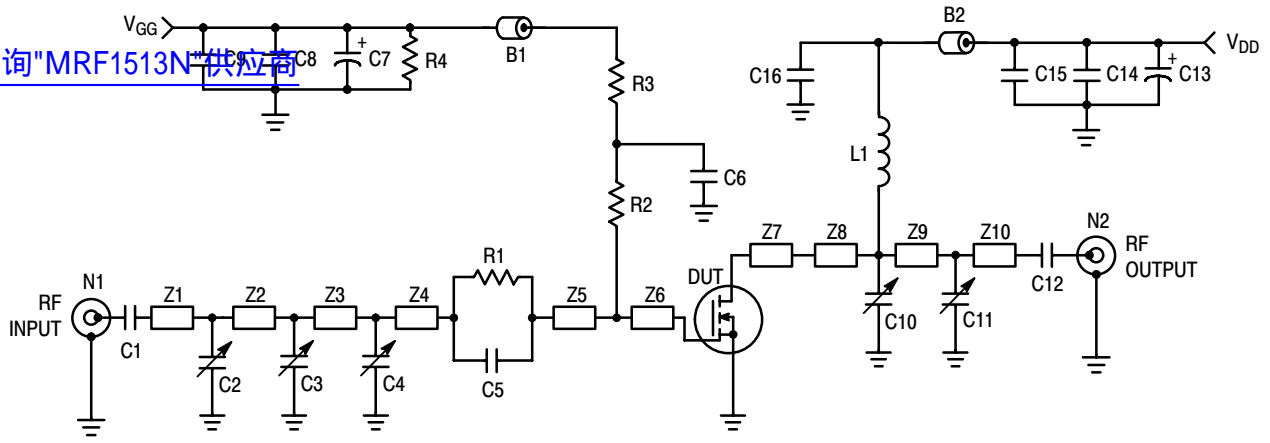 VGG
B1
B2
VDD
询"MRF1513N"供应商
C9
C8
C7
+
R4
R3
C16
C15
C14
C13
+
L1
C6
R2
N1
RF
INPUT
C1
Z1
Z2
Z3
Z4
R1
C5
Z5
Z6
DUT
Z7
Z8
Z9
Z10
N2
RF
OUTPUT
C12
C10
C11
C2
C3
C4